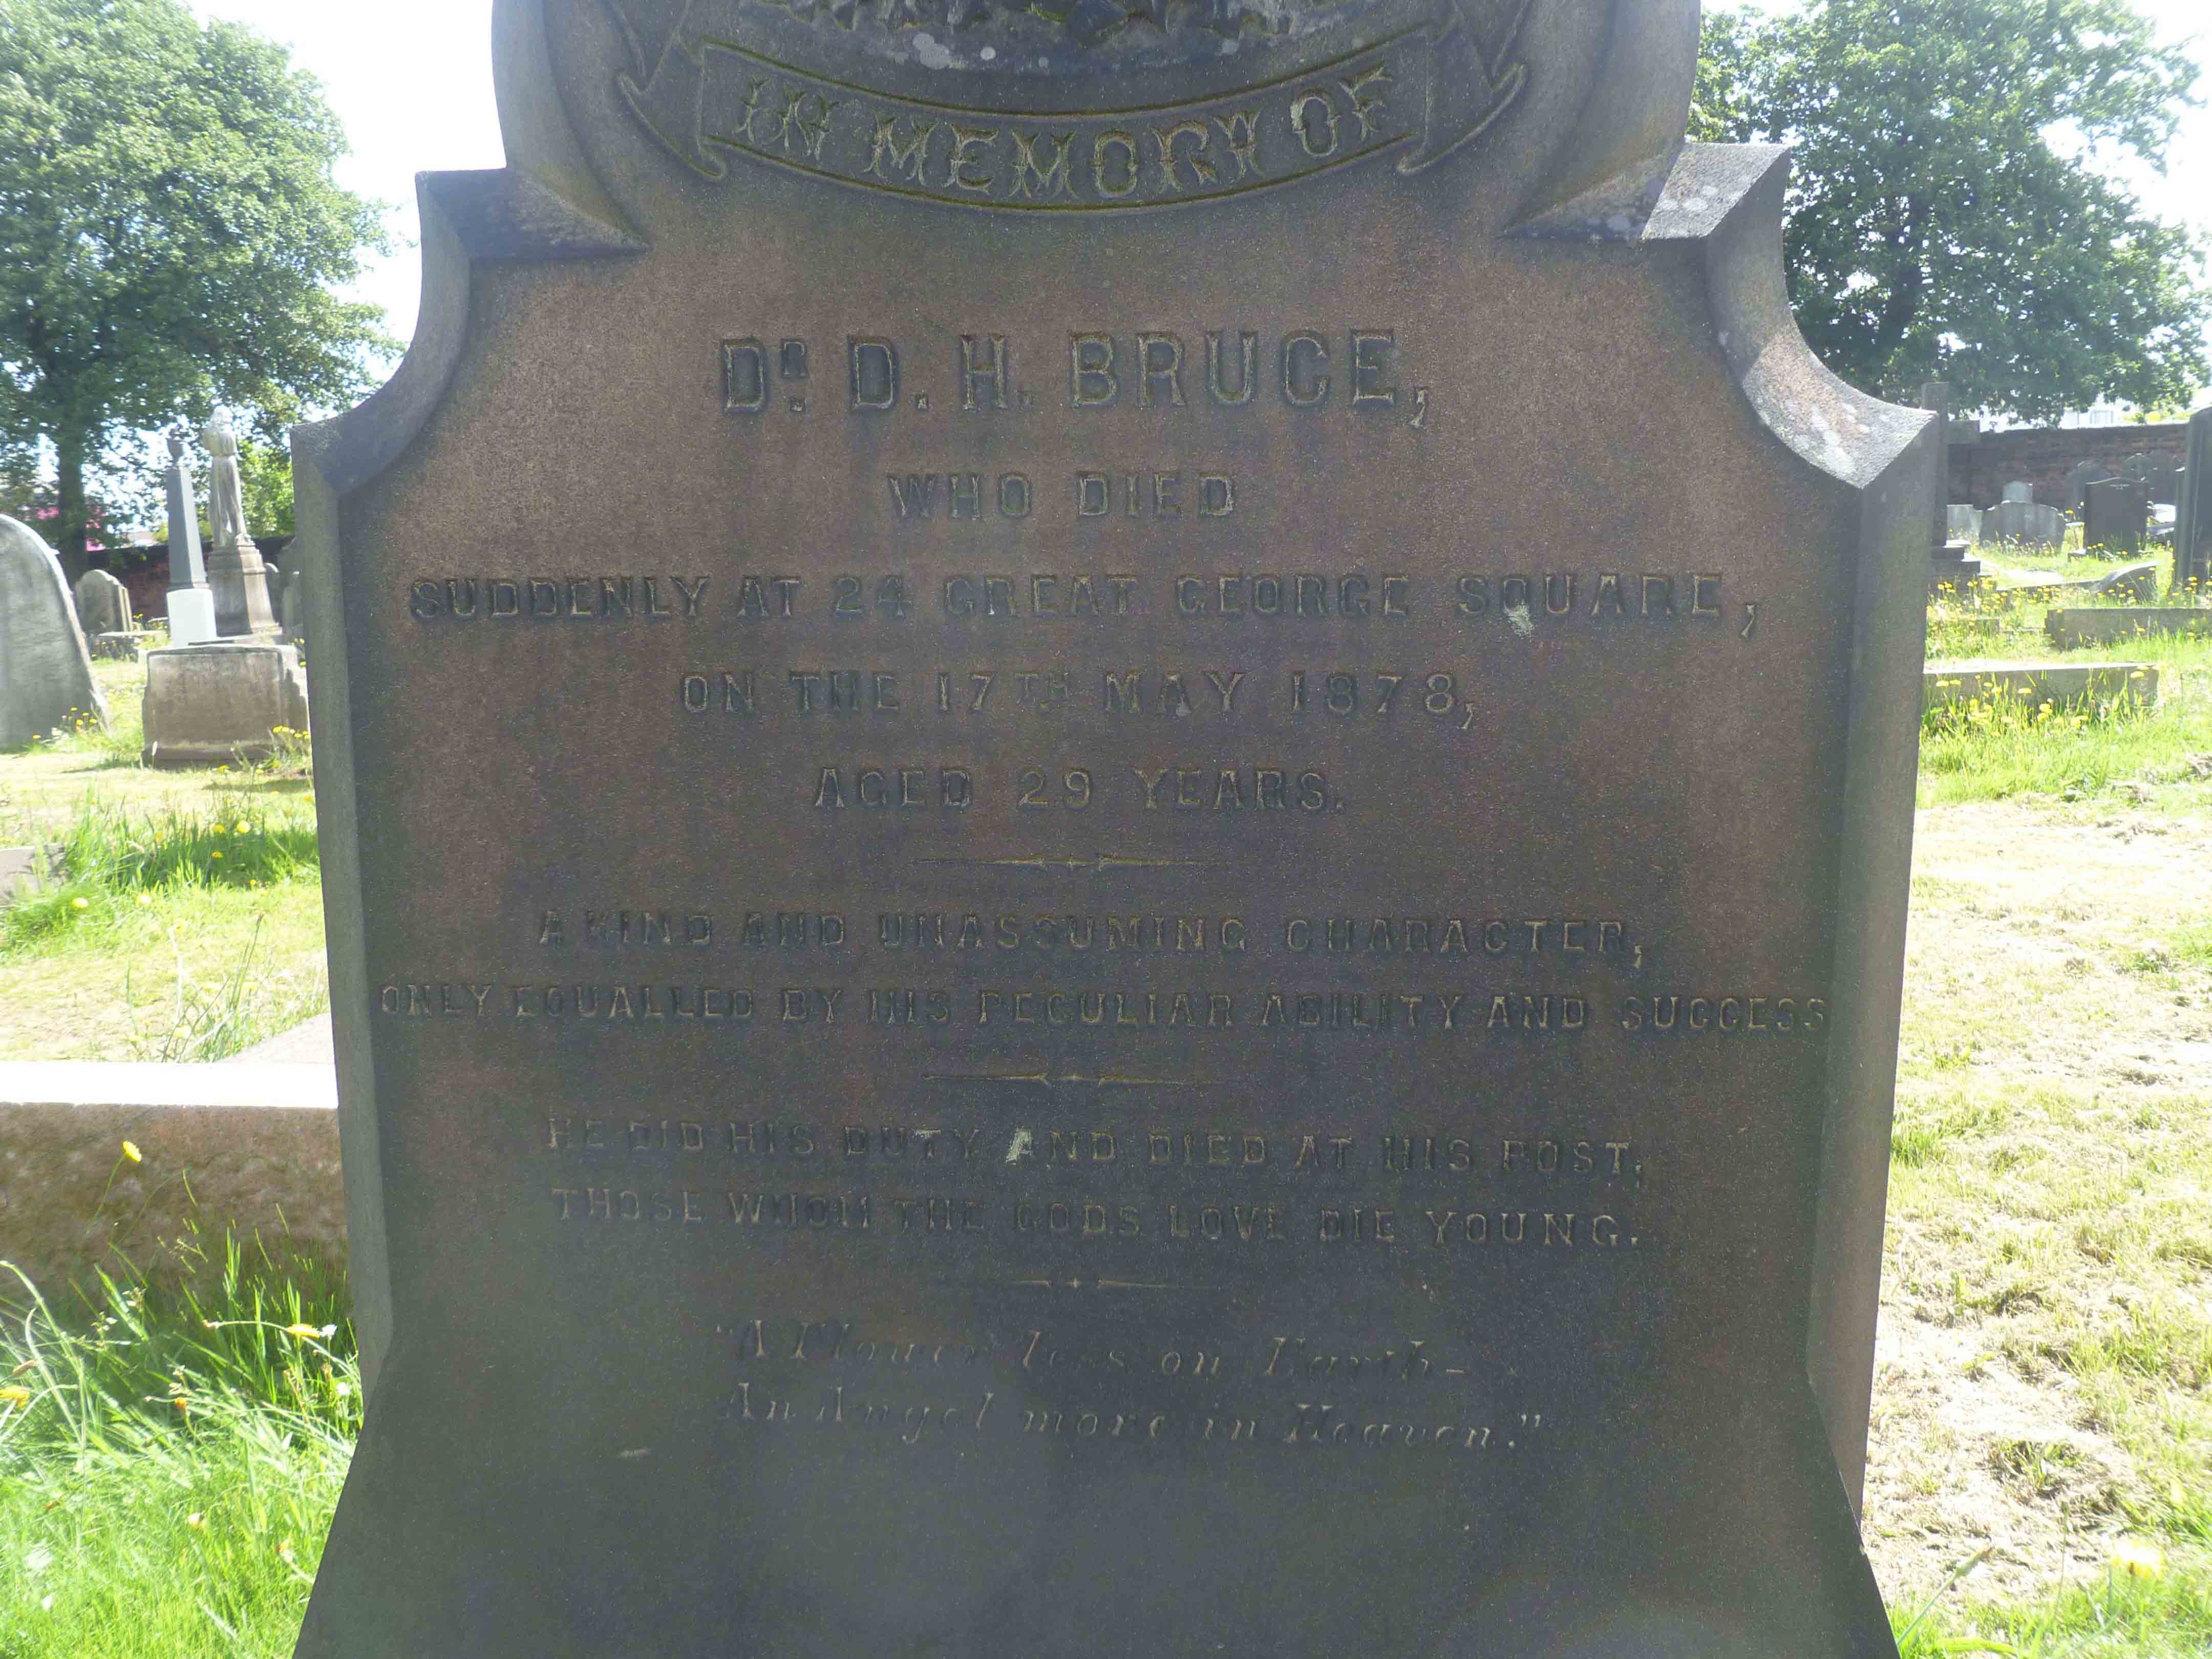 IN MEMORY OF
DR. D. H. BRUCE,
WHO DIED
SUDDENLY AT 24 GREAT GEORGE SQUARE,
ON THE 17TH MAY 1878,
AGED 29 YEARS.
A KIND AND UNASSUMING CHARACTER,
ONLY EQUALLED BY HIS PECULIAR ABILITY AND SUCCESS
HE DID HIS DUTY AND DIED AT HIS POST,
THOSE WHOM THE GODS LOVE DIE YOUNG.
"A Flower less on Earth-
An Angel more in Heaven."